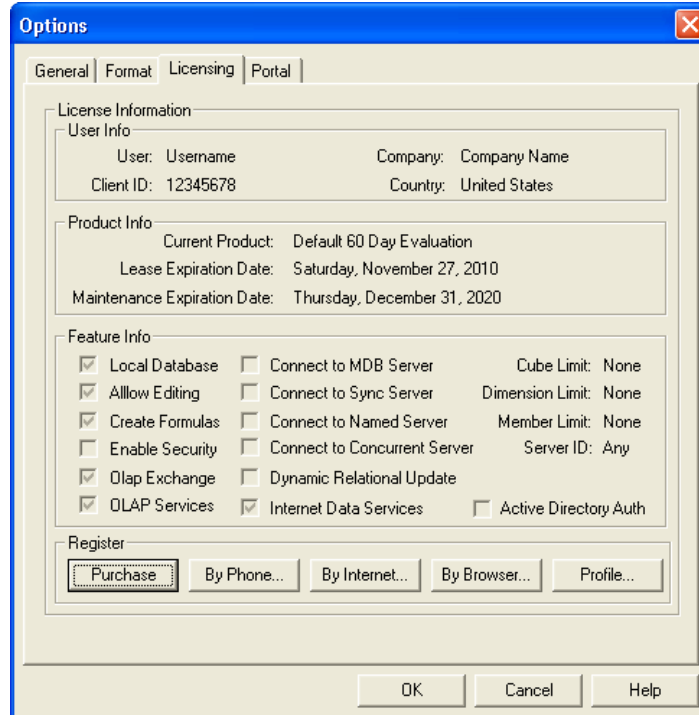 Options
General Format Licensing Portal
License Information
User Info
User: Username Company: Company Name
Client ID: 12345678 Country: United States
Product Info
Current Product: Default 60 Day Evaluation
Lease Expiration Date: Saturday, November 27, 2010
Maintenance Expiration Date: Thursday, December 31, 2020
Feature Info
Local Database Connect to MDB Server Cube Limit: None
Alllow Editing Connect to Sync Server Dimension Limit: None
Create Formulas Connect to Named Server Member Limit: None
Enable Security Connect to Concurrent Server Server ID: Any
Olap Exchange Dynamic Relational Update
OLAP Services Internet Data Services Active Directory Auth
Register
Purchase By Phone... By Internet... By Browser... Profile...
OK Cancel Help